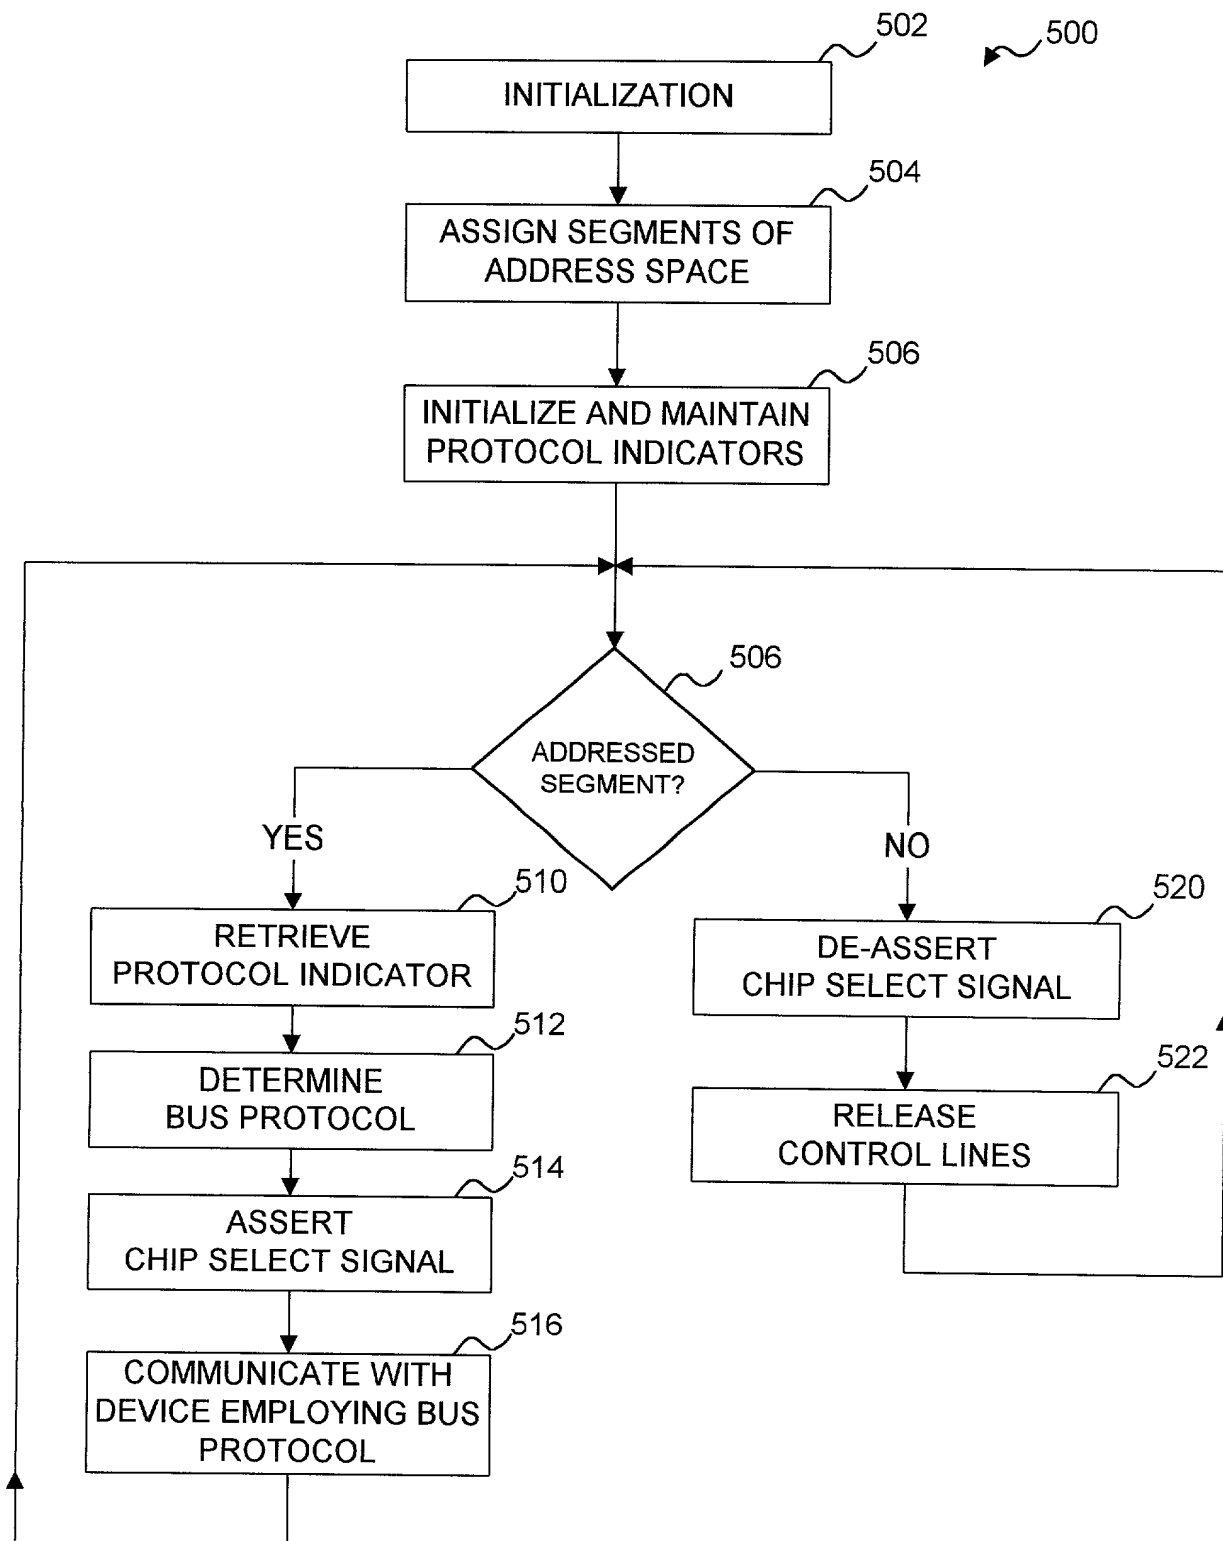 502
500
INITIALIZATION
504
ASSIGN SEGMENTS OF
ADDRESS SPACE
506
INITIALIZE AND MAINTAIN
PROTOCOL INDICATORS
506
ADDRESSED
SEGMENT?
YES
NO
510
RETRIEVE
PROTOCOL INDICATOR
512
DETERMINE
BUS PROTOCOL
514
ASSERT
CHIP SELECT SIGNAL
516
COMMUNICATE WITH
DEVICE EMPLOYING BUS
PROTOCOL
520
DE-ASSERT
CHIP SELECT SIGNAL
522
RELEASE
CONTROL LINES